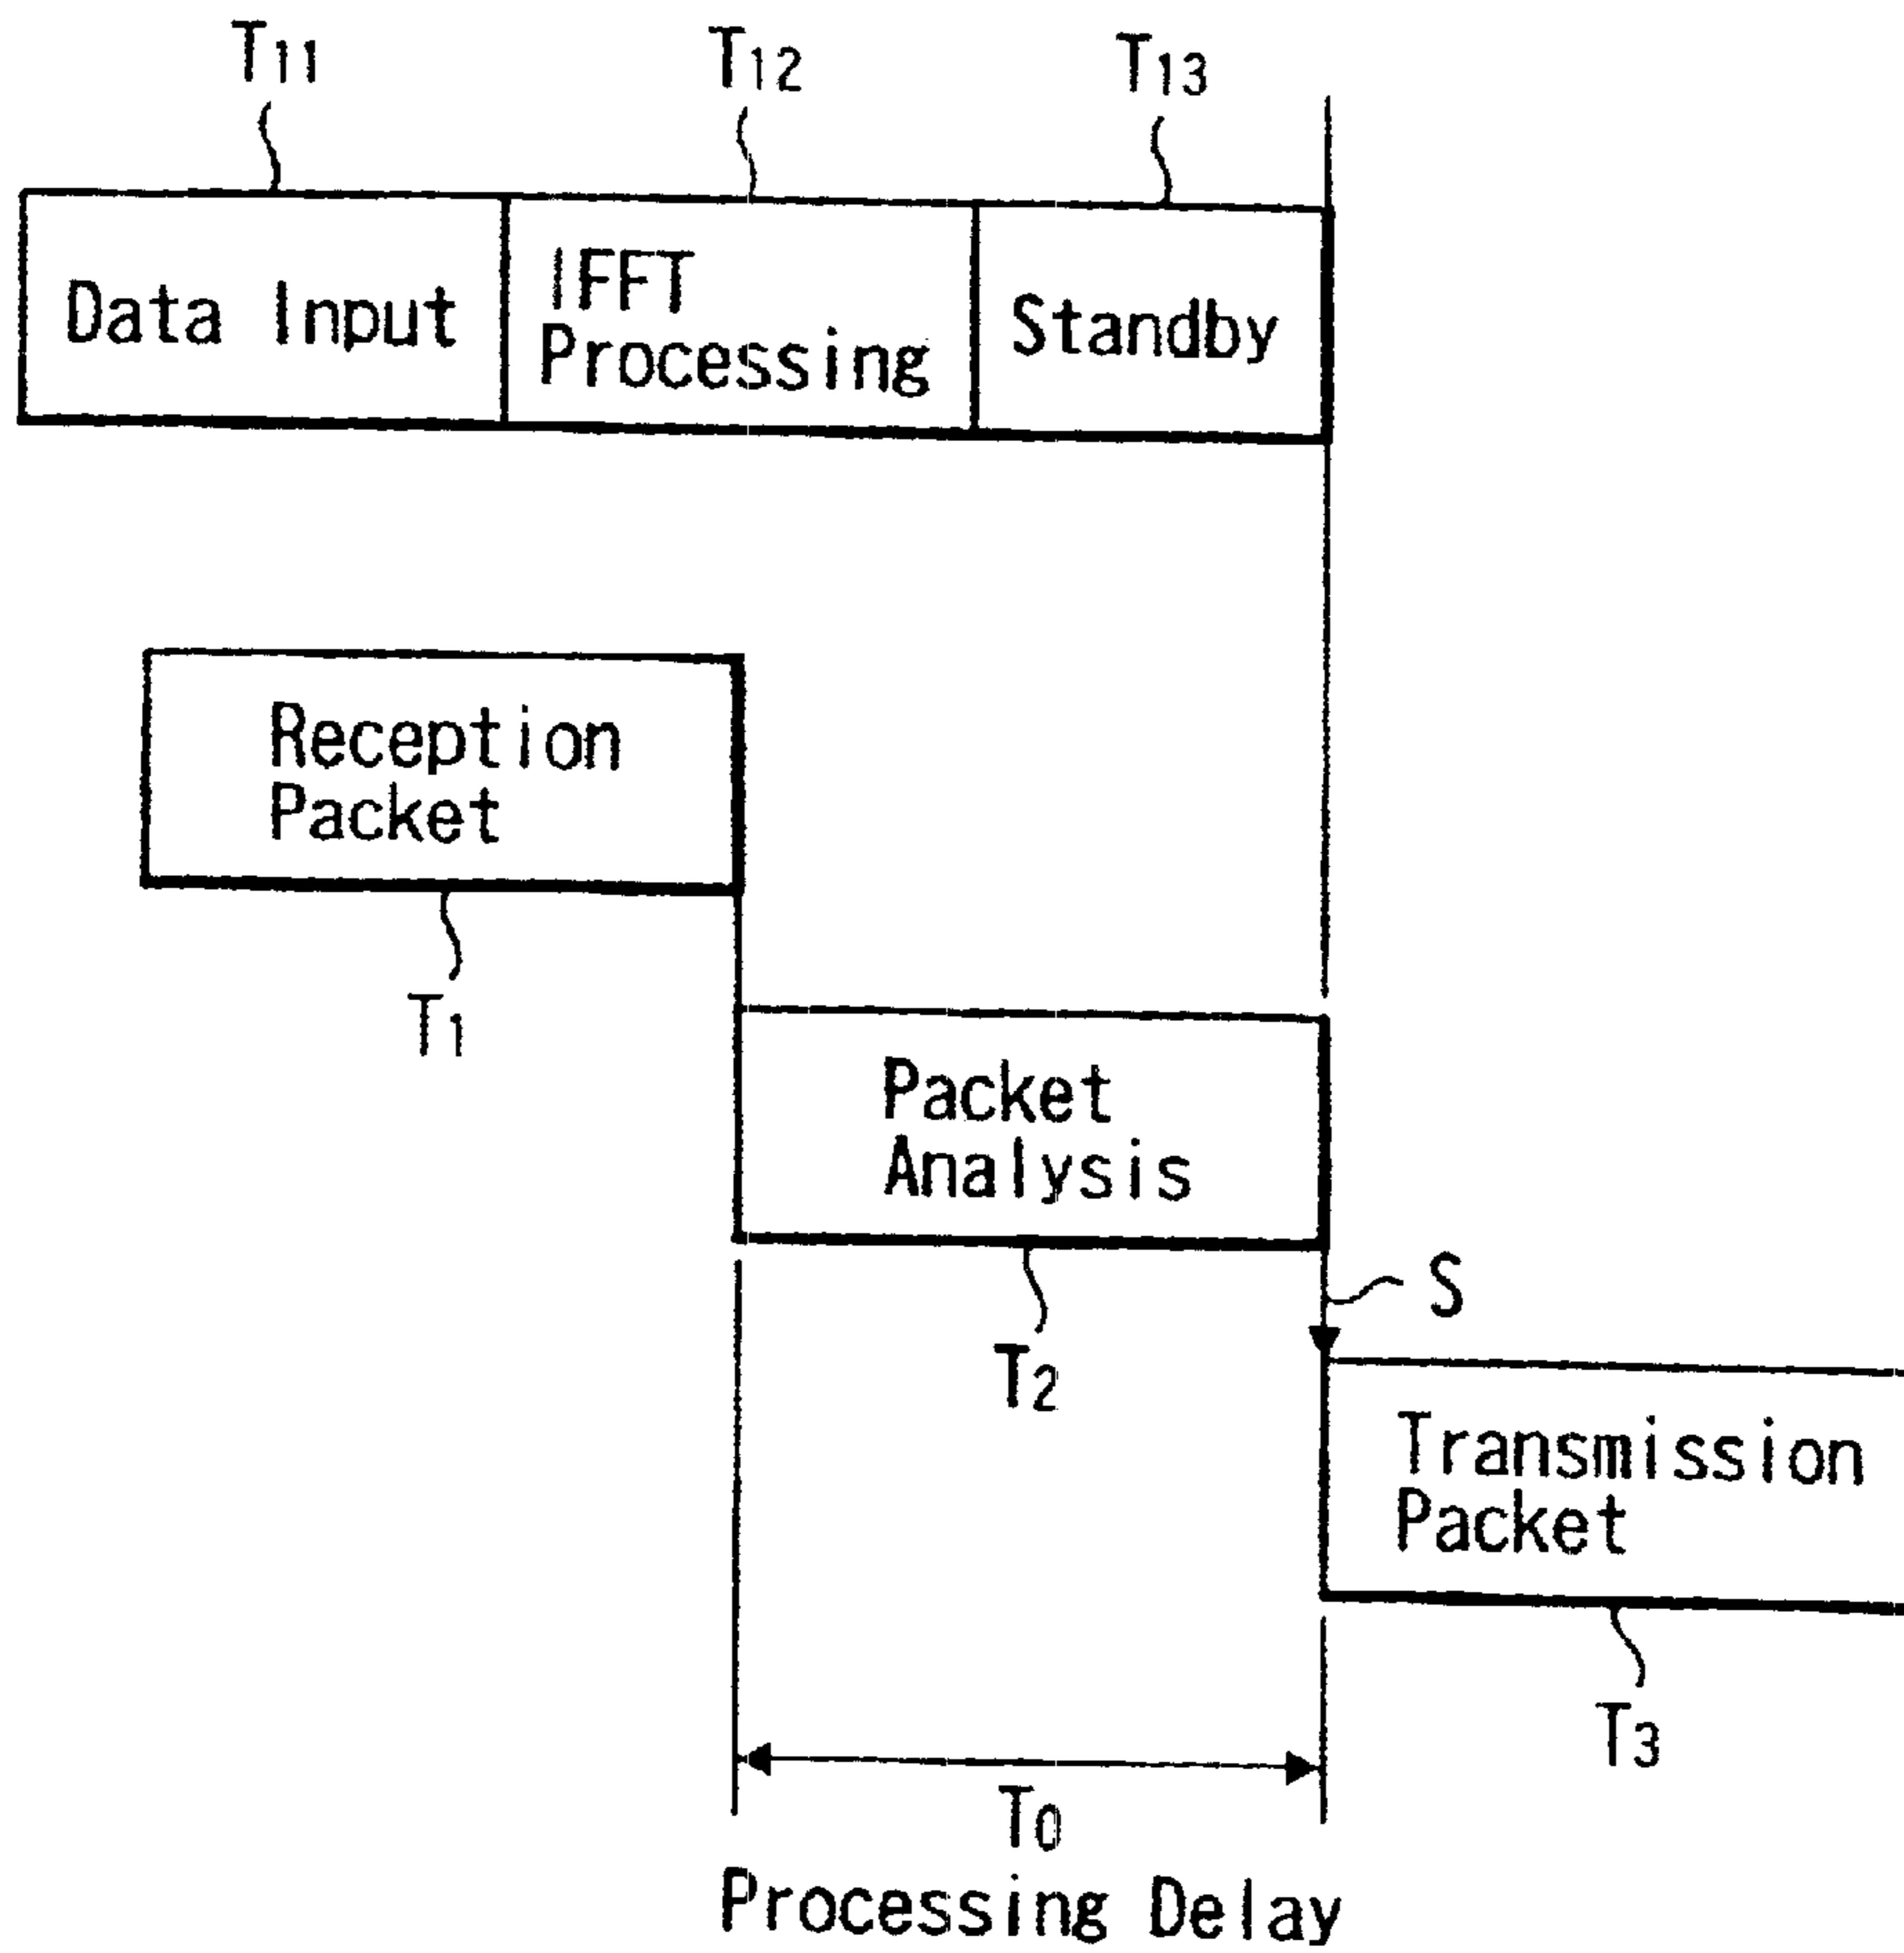 T11 T12 T13
Data Input
IFFT
Processing
Standby
Reception
Packet
T1
Packet
Analysis
S
T2
Transmission
Packet
T3
T0
Processing Delay